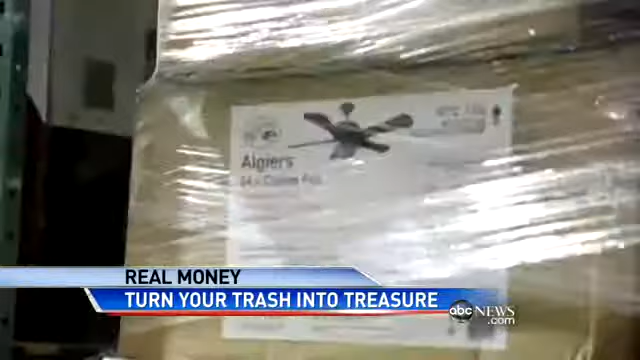 Algiers
REAL MONEY
TURN YOUR TRASH INTO TREASURE
abc NEWS
.com